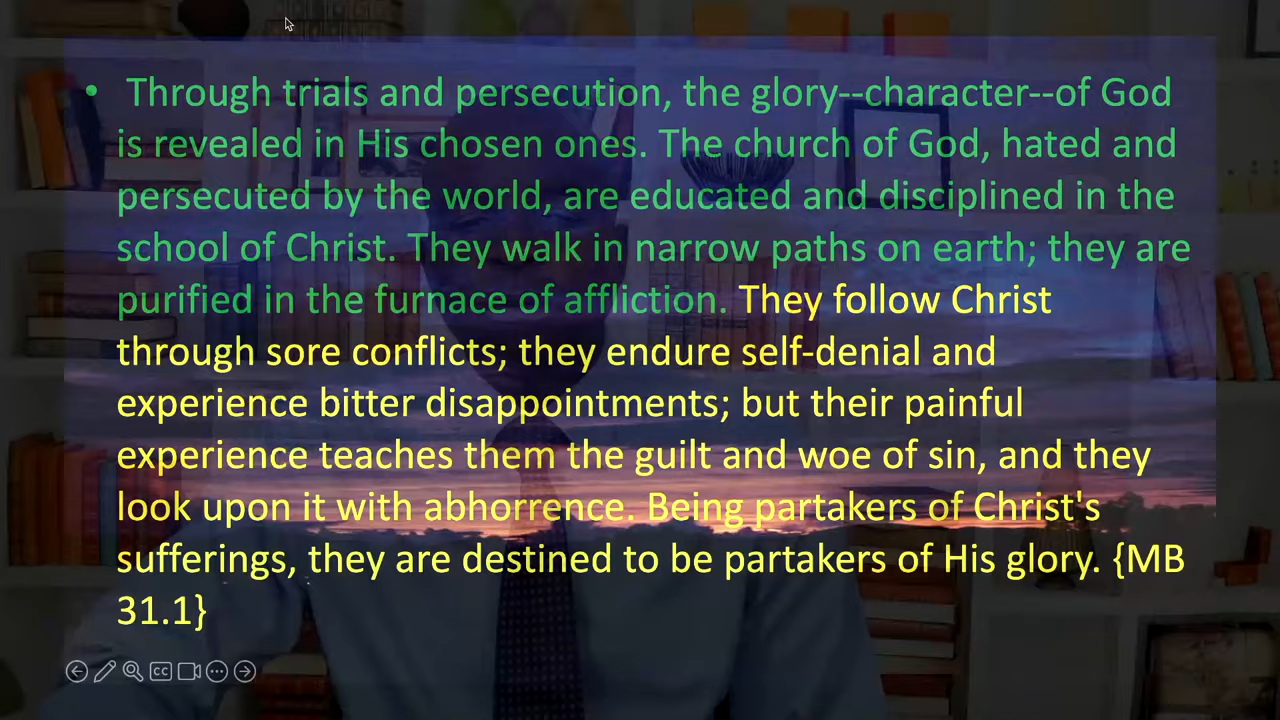 • Through trials and persecution, the glory--character--of God
is revealed in His chosen ones. The church of God, hated and
persecuted by the world, are educated and disciplined in the
school of Christ. They walk in narrow paths on earth; they are
purified in the furnace of affliction. They follow Christ
through sore conflicts; they endure self-denial and
experience bitter disappointments; but their painful
experience teaches them the guilt and woe of sin, and they
look upon it with abhorrence. Being partakers of Christ's
sufferings, they are destined to be partakers of His glory. {MB
31.1}
CC